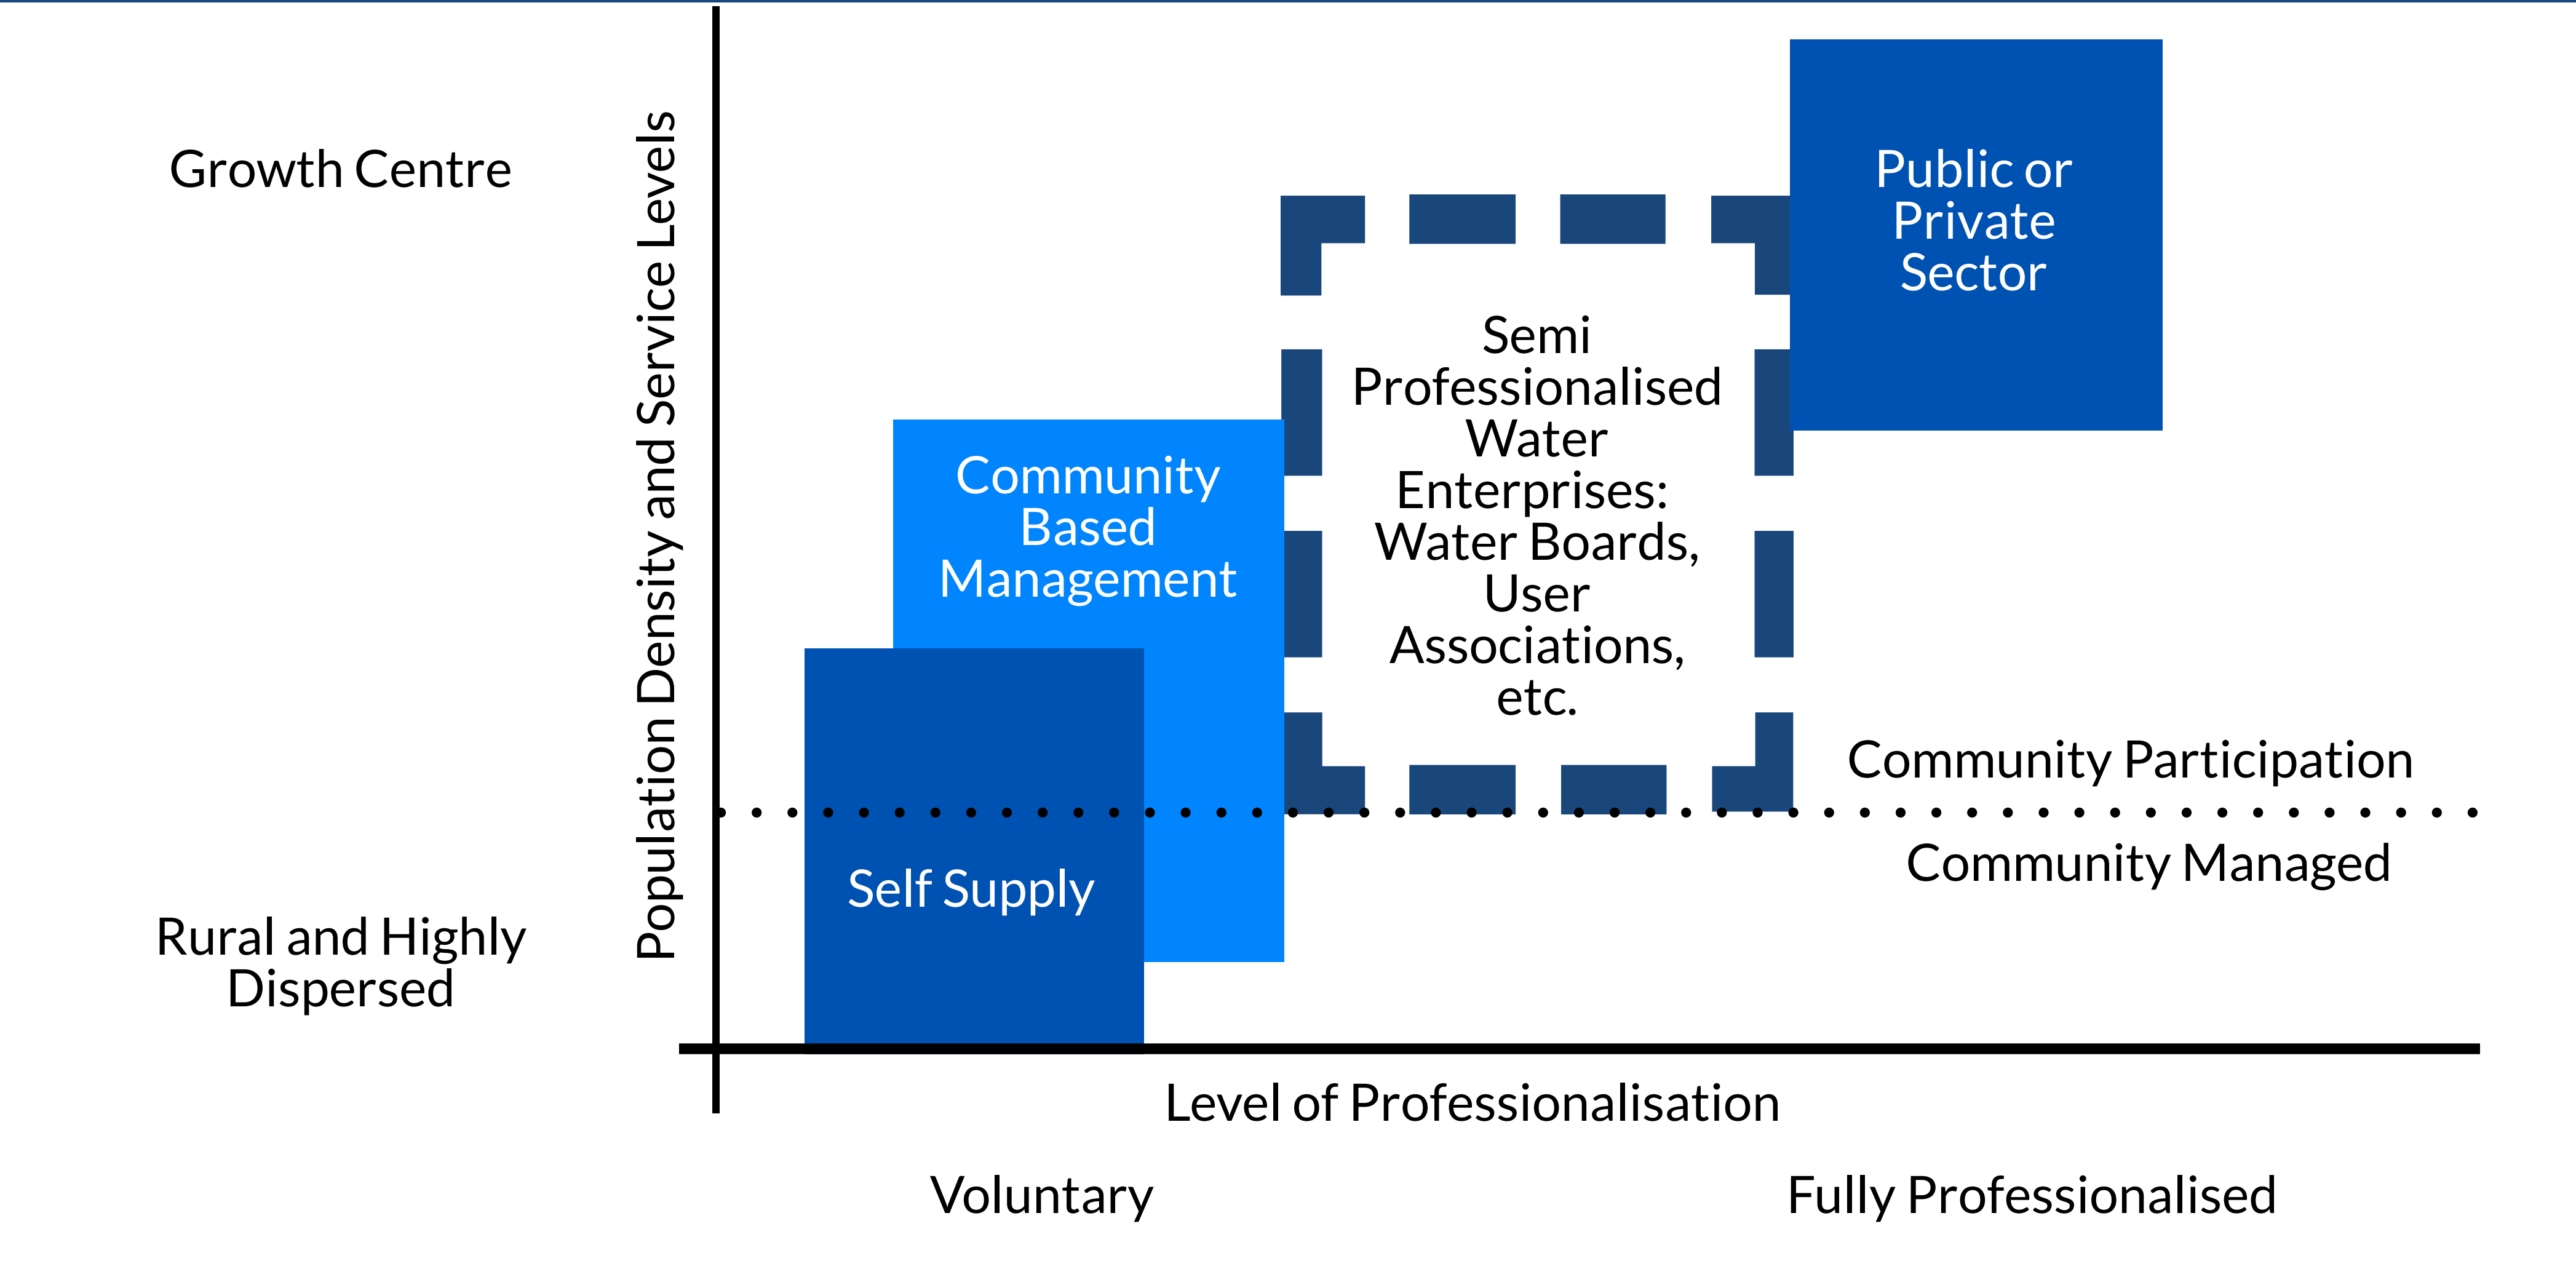 Growth Centre
Rural and Highly
Dispersed
Population Density and Service Levels
Public or
Private
Sector
Semi
Professionalised
Water
Enterprises:
Water Boards,
User
Associations,
etc.
Community
Based
Management
Self Supply
Community Participation
Community Managed
Level of Professionalisation
Voluntary
Fully Professionalised